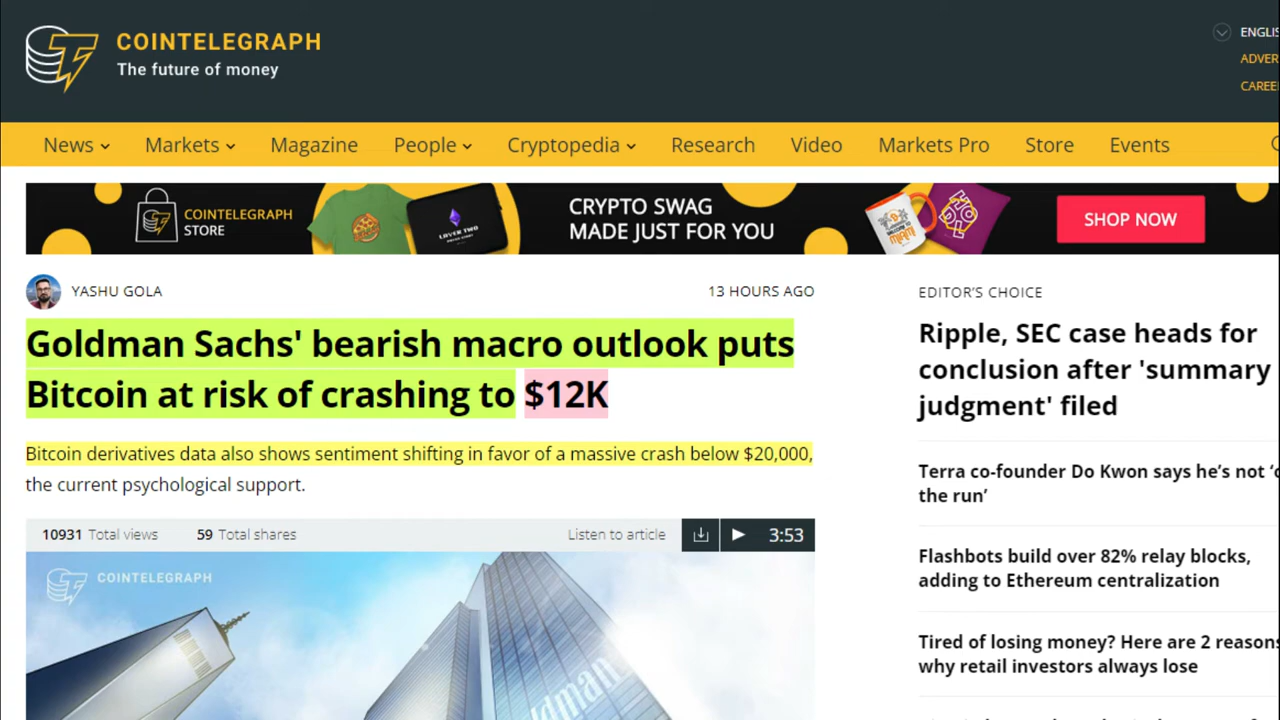 COINTELEGRAPH
The future of money
News
Markets
Magazine
People
Cryptopedia
Research
Video
Markets Pro
Store
Events
COINTELEGRAPH
STORE
LOVER TWO
CRYPTO SWAG
MADE JUST FOR YOU
SHOP NOW
YASHU GOLA
13 HOURS AGO
Goldman Sachs' bearish macro outlook puts
Bitcoin at risk of crashing to $12K
Bitcoin derivatives data also shows sentiment shifting in favor of a massive crash below $20,000,
the current psychological support.
10931 Total views
59 Total shares
Listen to article
3:53
COINTELEGRAPH
EDITOR'S CHOICE
Ripple, SEC case heads for
conclusion after 'summary
judgment' filed
Terra co-founder Do Kwon says he's not
the run'
Flashbots build over 82% relay blocks,
adding to Ethereum centralization
Tired of losing money? Here are 2 reasons
why retail investors always lose